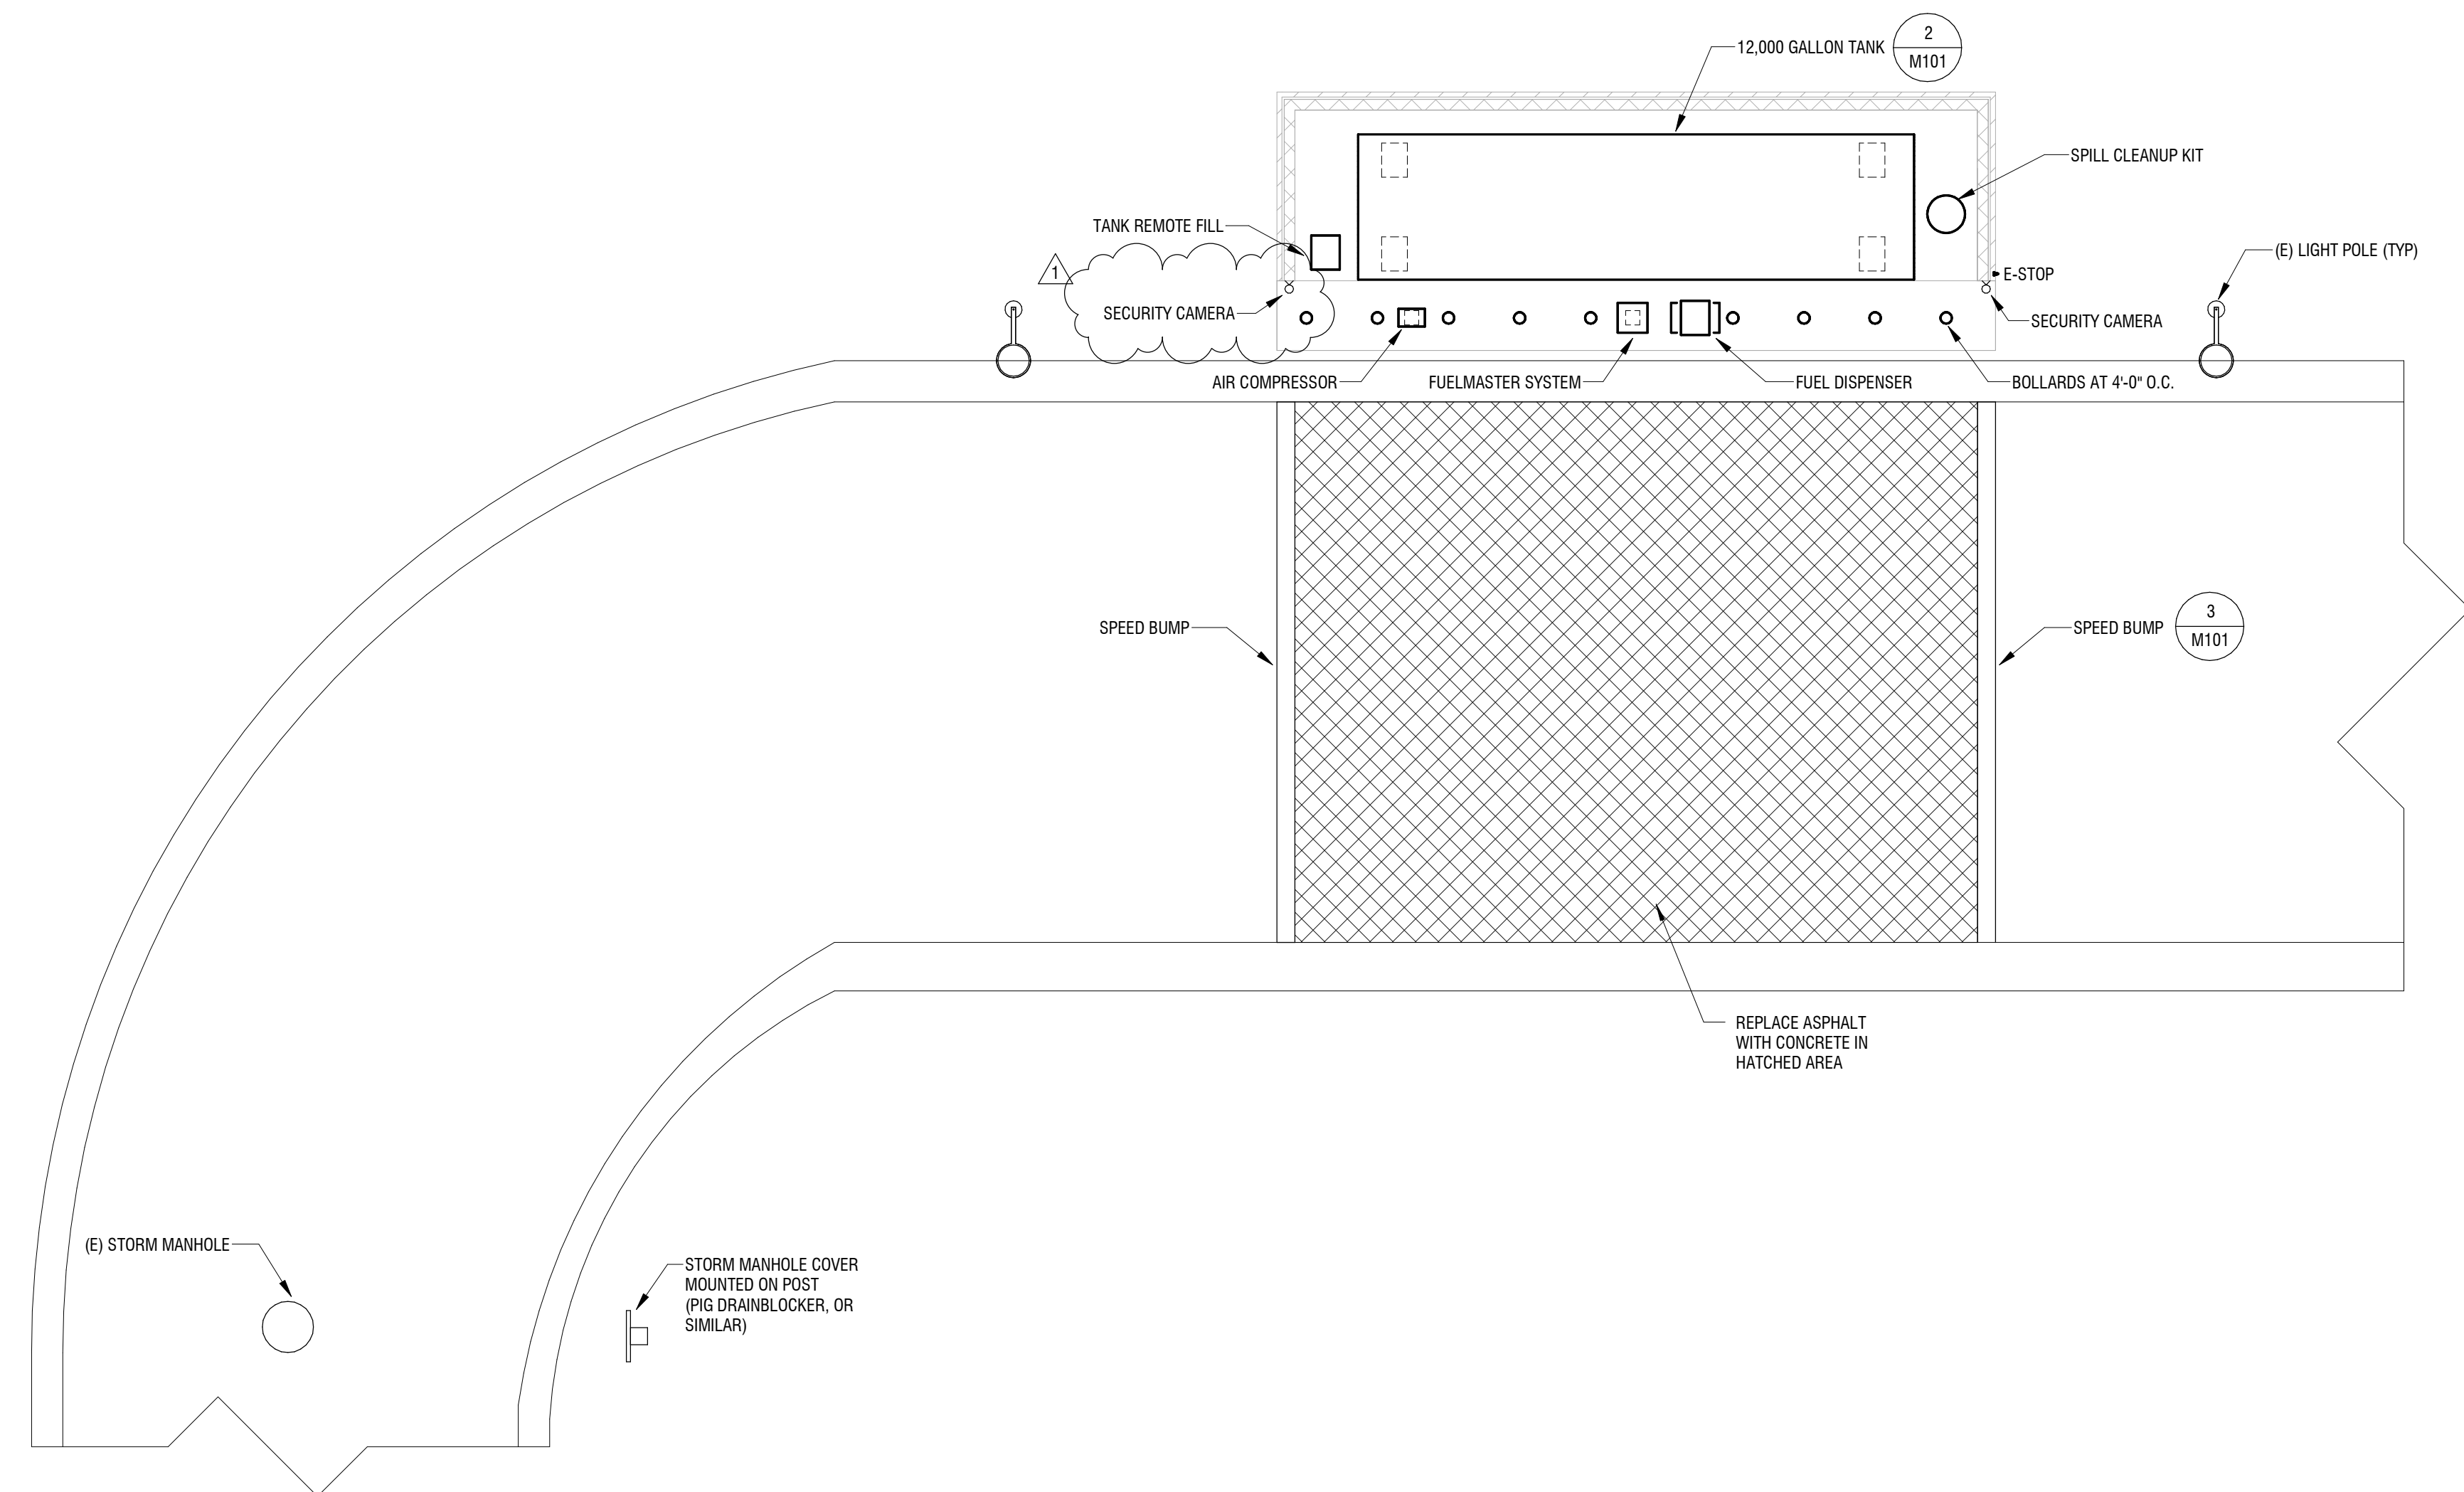 2
12,000 GALLON TANK
M101
SPILL CLEANUP KIT
TANK REMOTE FILL
(E) LIGHT POLE (TYP)
1
E-STOP
SECURITY CAMERA
SECURITY CAMERA
AIR COMPRESSOR
FUELMASTER SYSTEM
FUEL DISPENSER
BOLLARDS AT 4'-0" O.C.
3
SPEED BUMP
SPEED BUMP
M101
REPLACE ASPHALT
WITH CONCRETE IN
HATCHED AREA
(E) STORM MANHOLE
STORM MANHOLE COVER
MOUNTED ON POST
(PIG DRAINBLOCKER, OR
SIMILAR)